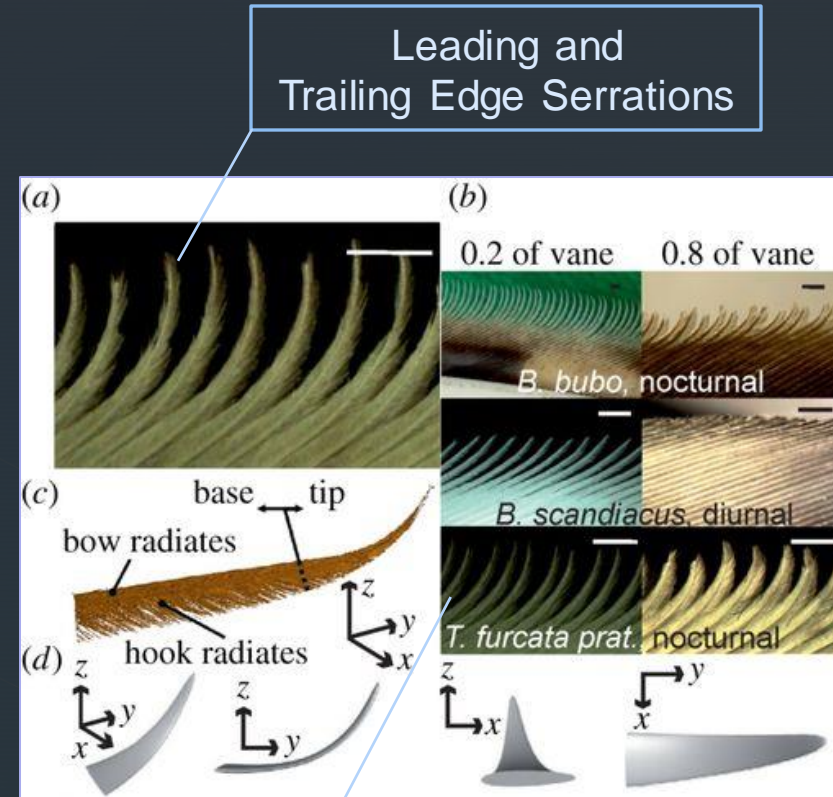 Leading and
Trailing Edge Serrations
(a)
(b)
0.2 of vane
0.8 of vane
B. bubo, nocturnal
B. scandiacus, diurnal
T. furcata prat., nocturnal
(c)
base
tip
bow radiates
hook radiates
z
y
x
(d)
z
y
x
z
y
z
x
y
x